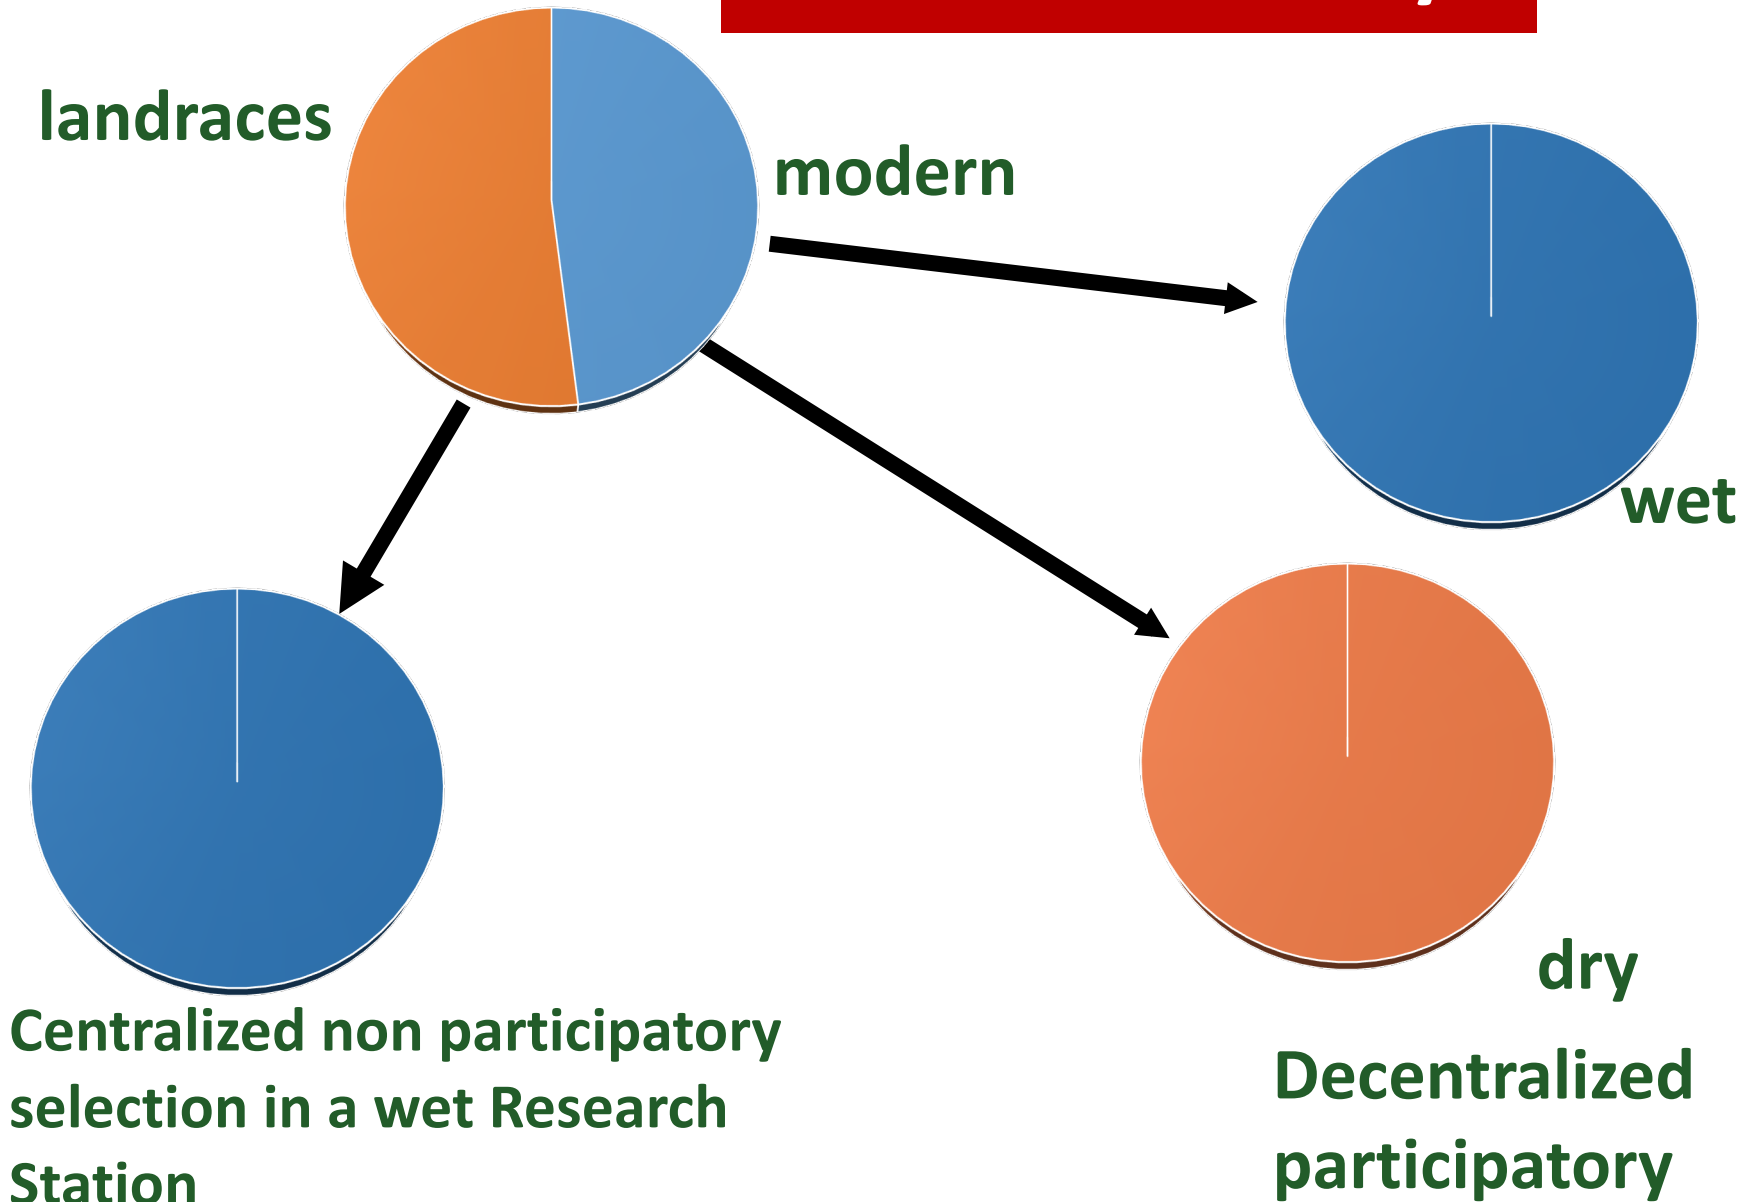 landraces
modern
wet
dry
Centralized non participatory
selection in a wet Research
Station
Decentralized
participatory